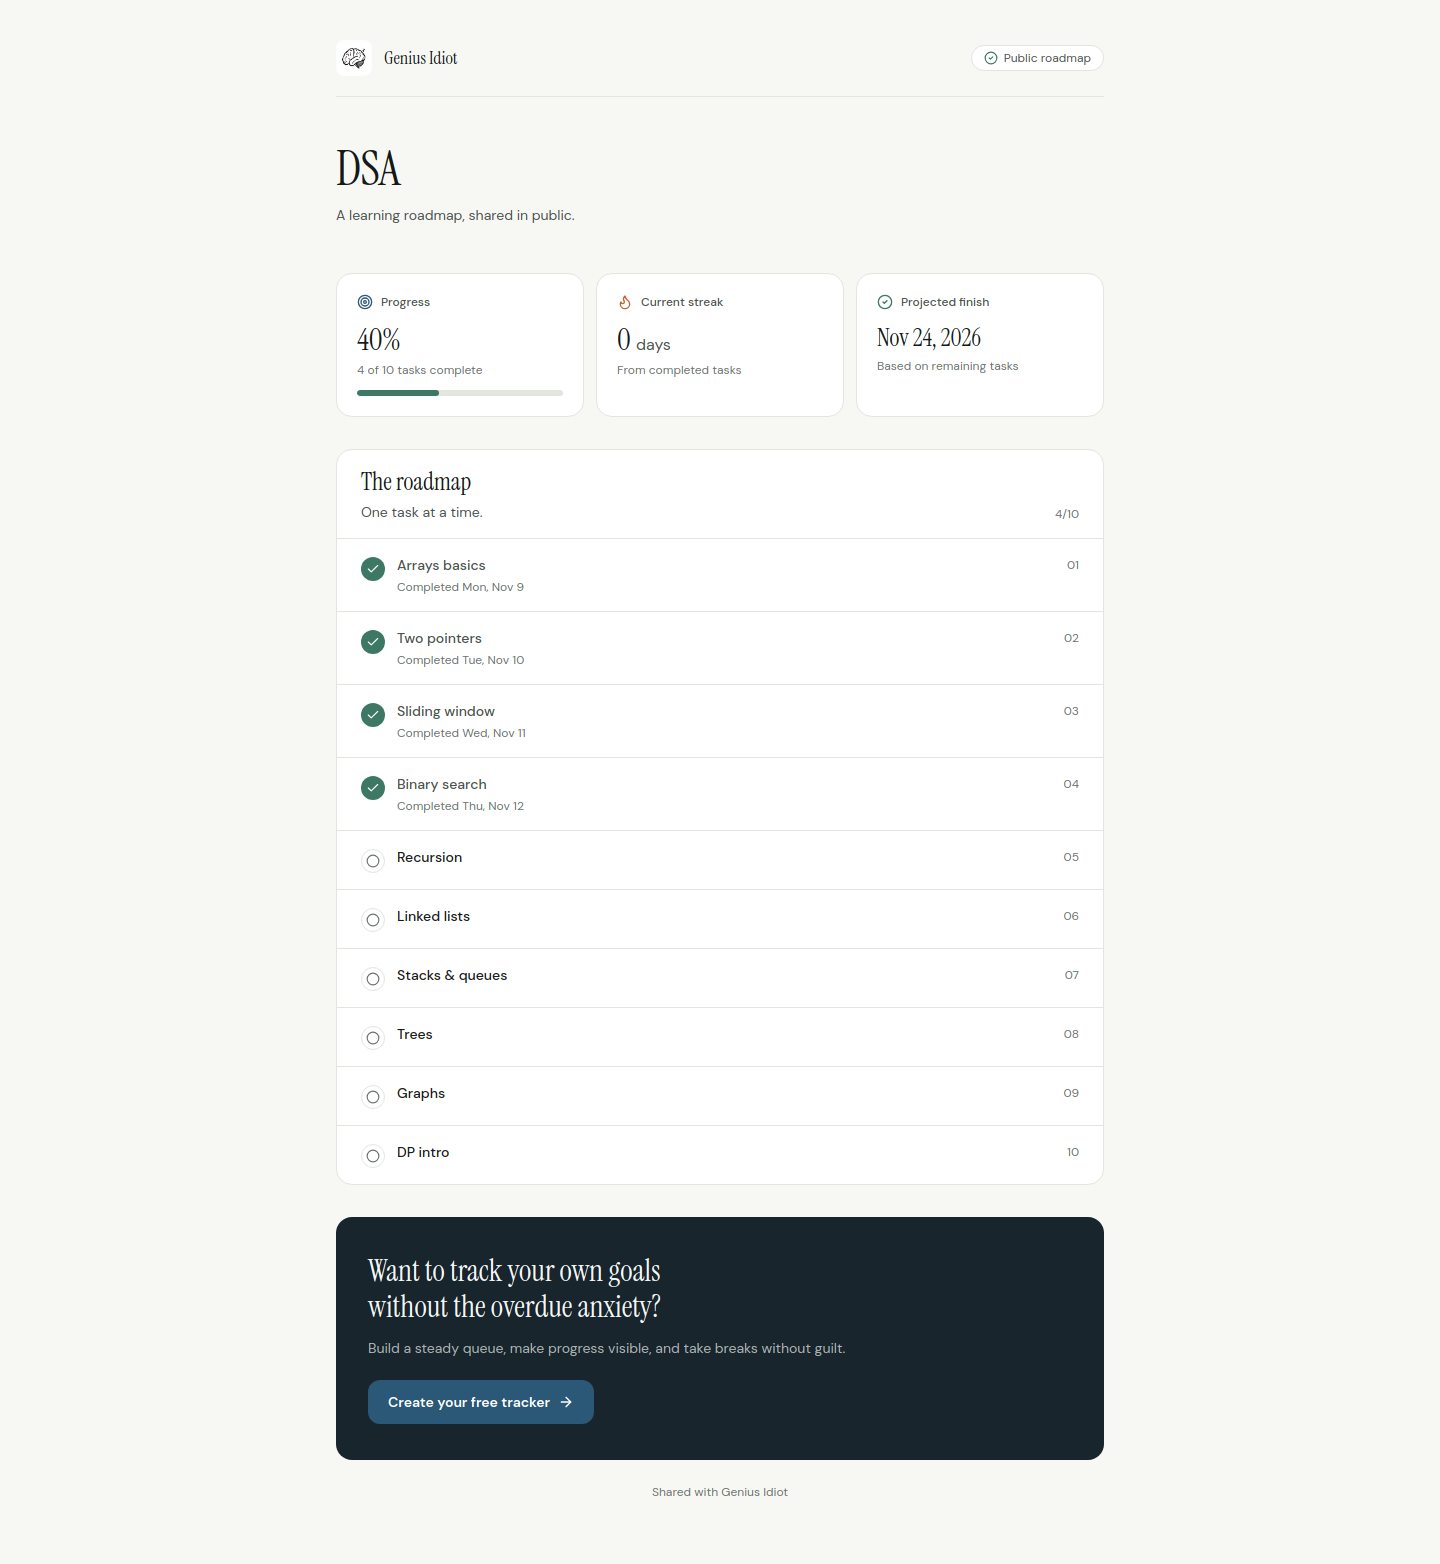 Genius Idiot
Public roadmap
DSA
A learning roadmap, shared in public.
Progress
40%
4 of 10 tasks complete
Current streak
0 days
From completed tasks
Projected finish
Nov 24, 2026
Based on remaining tasks
The roadmap
One task at a time.
4/10
Arrays basics
01
Completed Mon, Nov 9
Two pointers
02
Completed Tue, Nov 10
Sliding window
03
Completed Wed, Nov 11
Binary search
04
Completed Thu, Nov 12
Recursion
05
Linked lists
06
Stacks & queues
07
Trees
08
Graphs
09
DP intro
10
Want to track your own goals
without the overdue anxiety?
Build a steady queue, make progress visible, and take breaks without guilt.
Create your free tracker
Shared with Genius Idiot